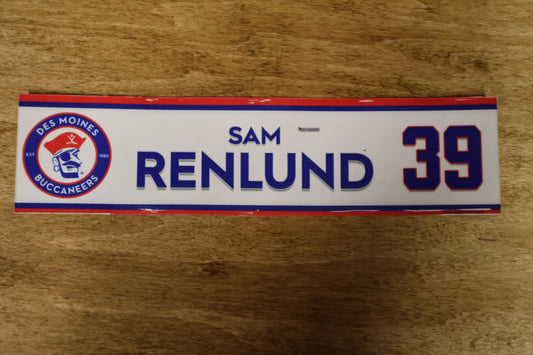 DES MOINES
EST 1980
BUCCANEERS
SAM
RENLUND
39